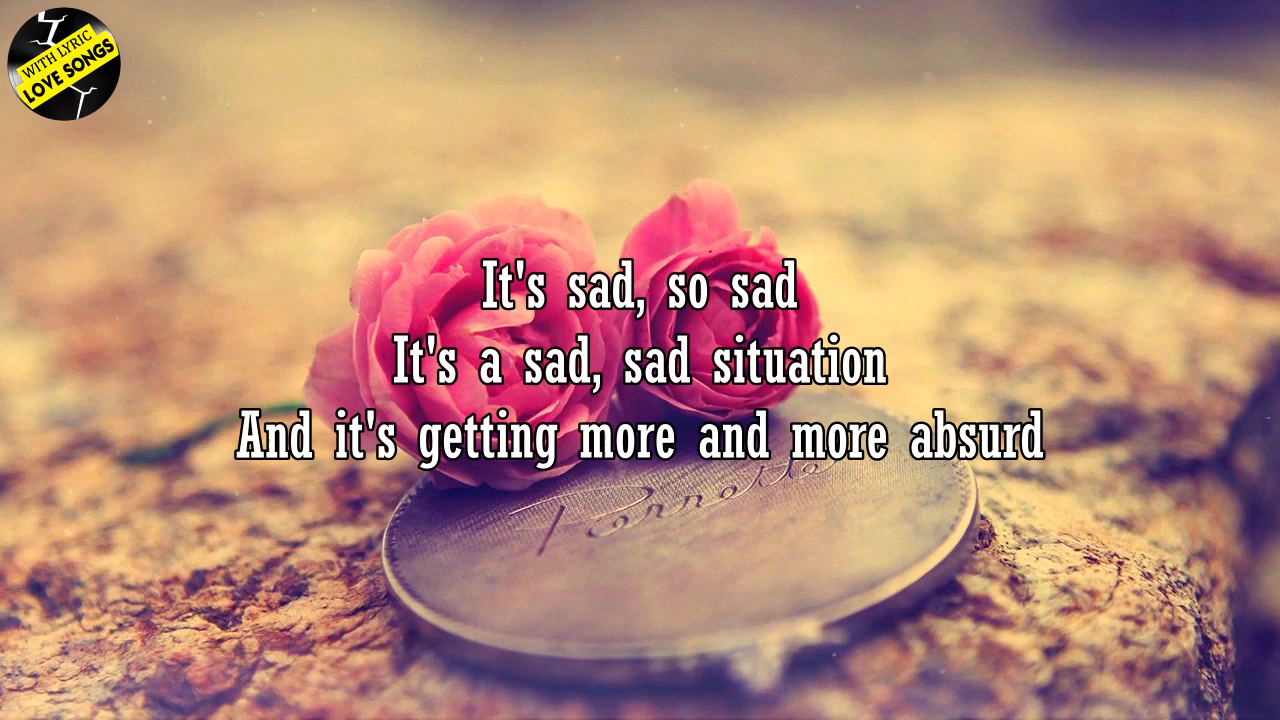 WITH LYRIC
LOVE SONGS
It's sad, so sad
It's a sad, sad situation
And it's getting more and more absurd